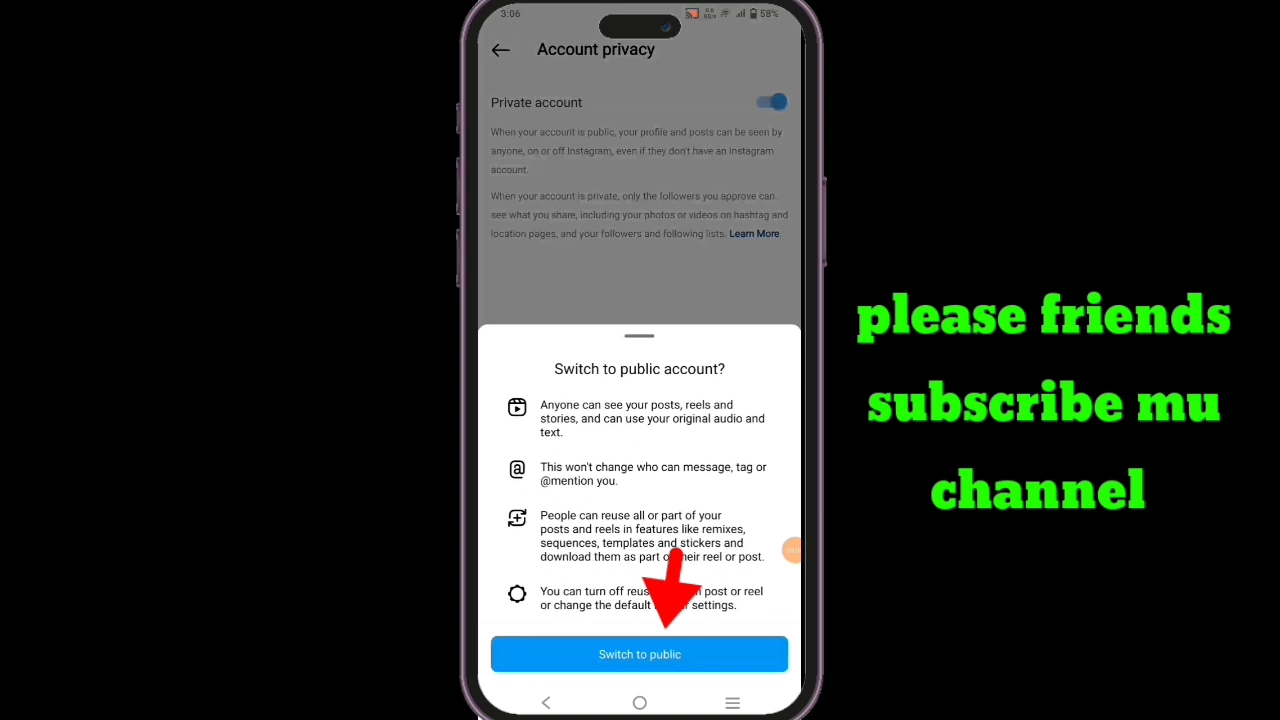 3:06
58%
Account privacy
Private account
When your account is public, your profile and posts can be seen by
anyone, on or off Instagram, even if they don't have an Instagram
account.
When your account is private, only the followers you approve can
see what you share, including your photos or videos on hashtag and
location pages, and your followers and following lists. Learn More
Switch to public account?
Anyone can see your posts, reels and
stories, and can use your original audio and
text.
This won't change who can message, tag or
@mention you.
People can reuse all or part of your
posts and reels in features like remixes,
sequences, templates and stickers and
download them as part of their reel or post.
You can turn off post or reel
or change the default settings.
Switch to public
please friends
subscribe mu
channel